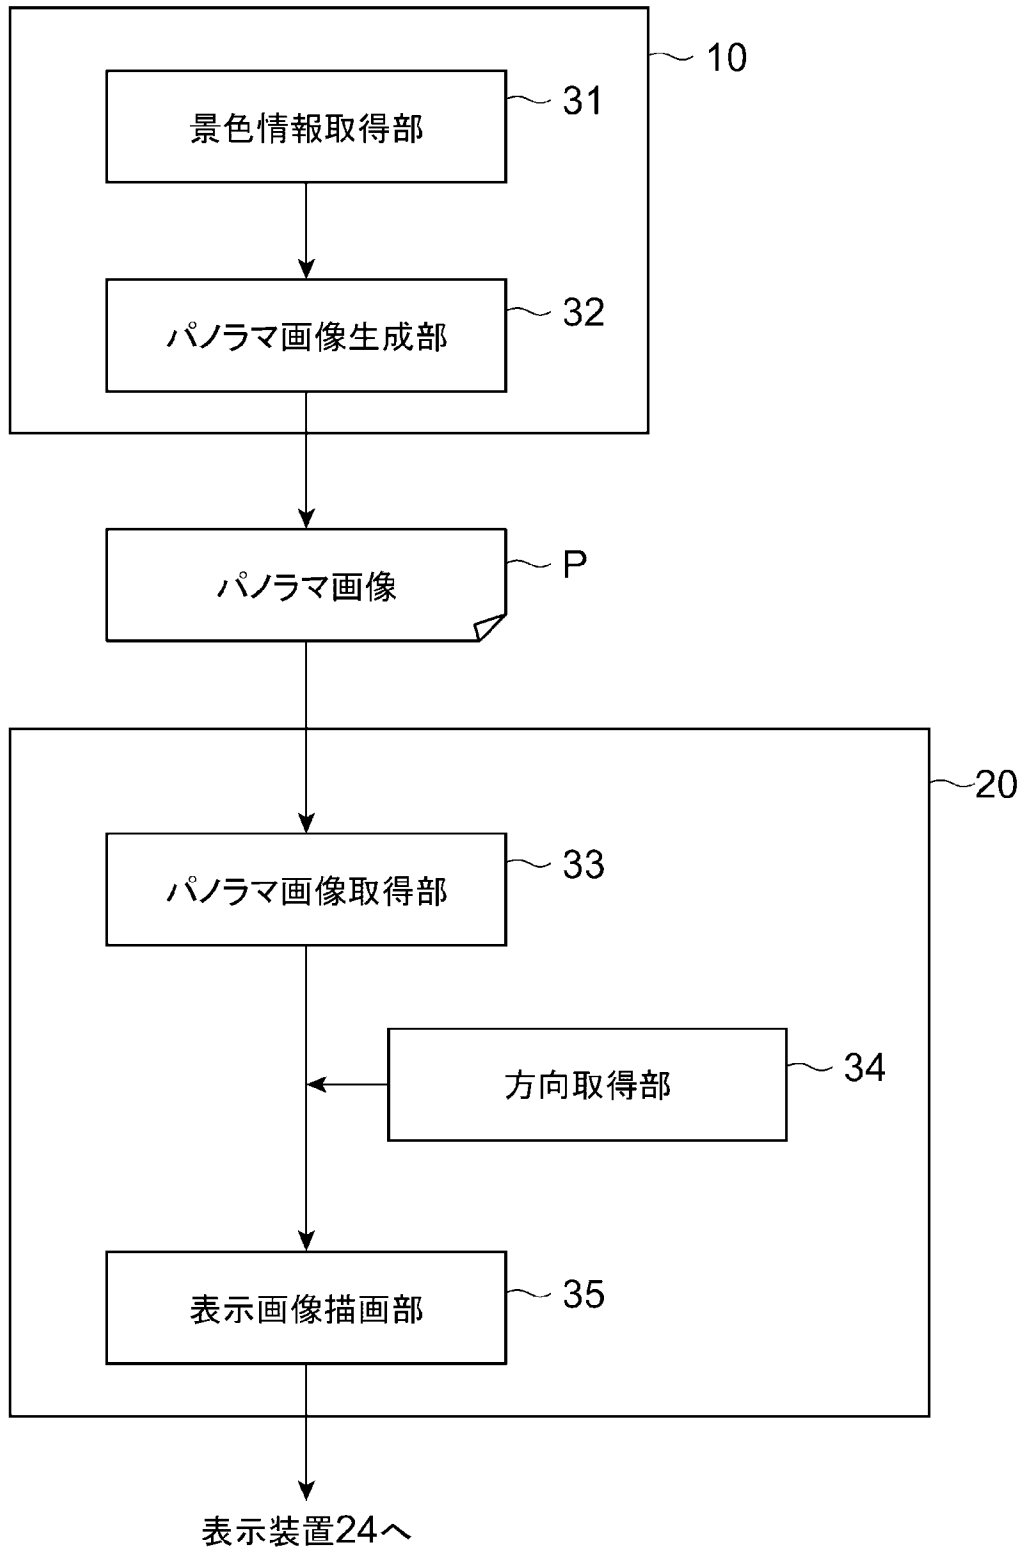 10
景色情報取得部
31
パノラマ画像生成部
32
パノラマ画像
P
20
パノラマ画像取得部
33
方向取得部
34
表示画像描画部
35
表示装置24へ